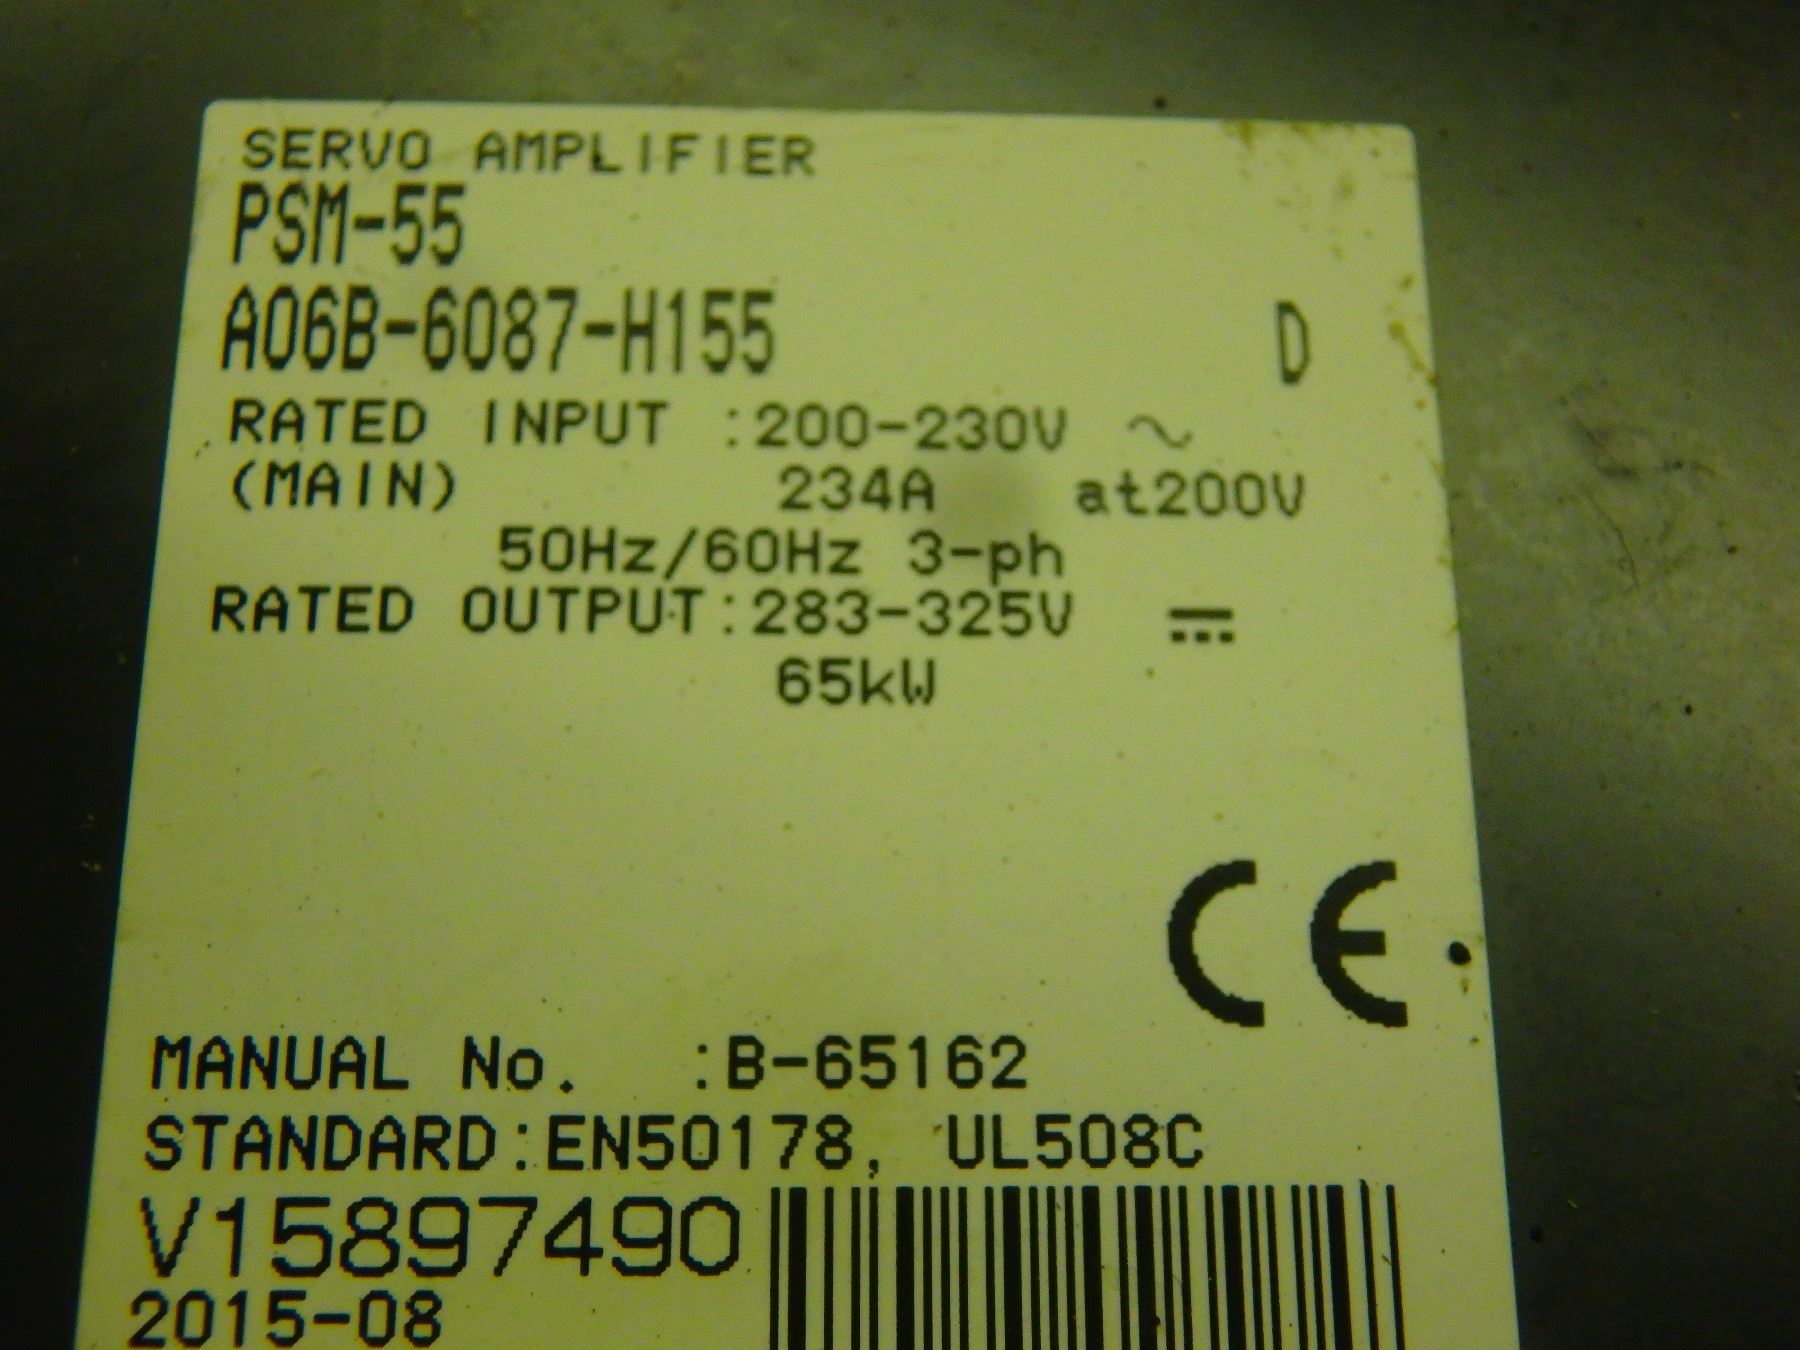 SERVO AMPLIFIER
PSM-55
A06B-6087-H155 D
RATED INPUT :200-230V ~
(MAIN) 234A at200V
50Hz/60Hz 3-ph
RATED OUTPUT:283-325V ⎓
65kW
CE
MANUAL No. :B-65162
STANDARD:EN50178, UL508C
V15897490
2015-08